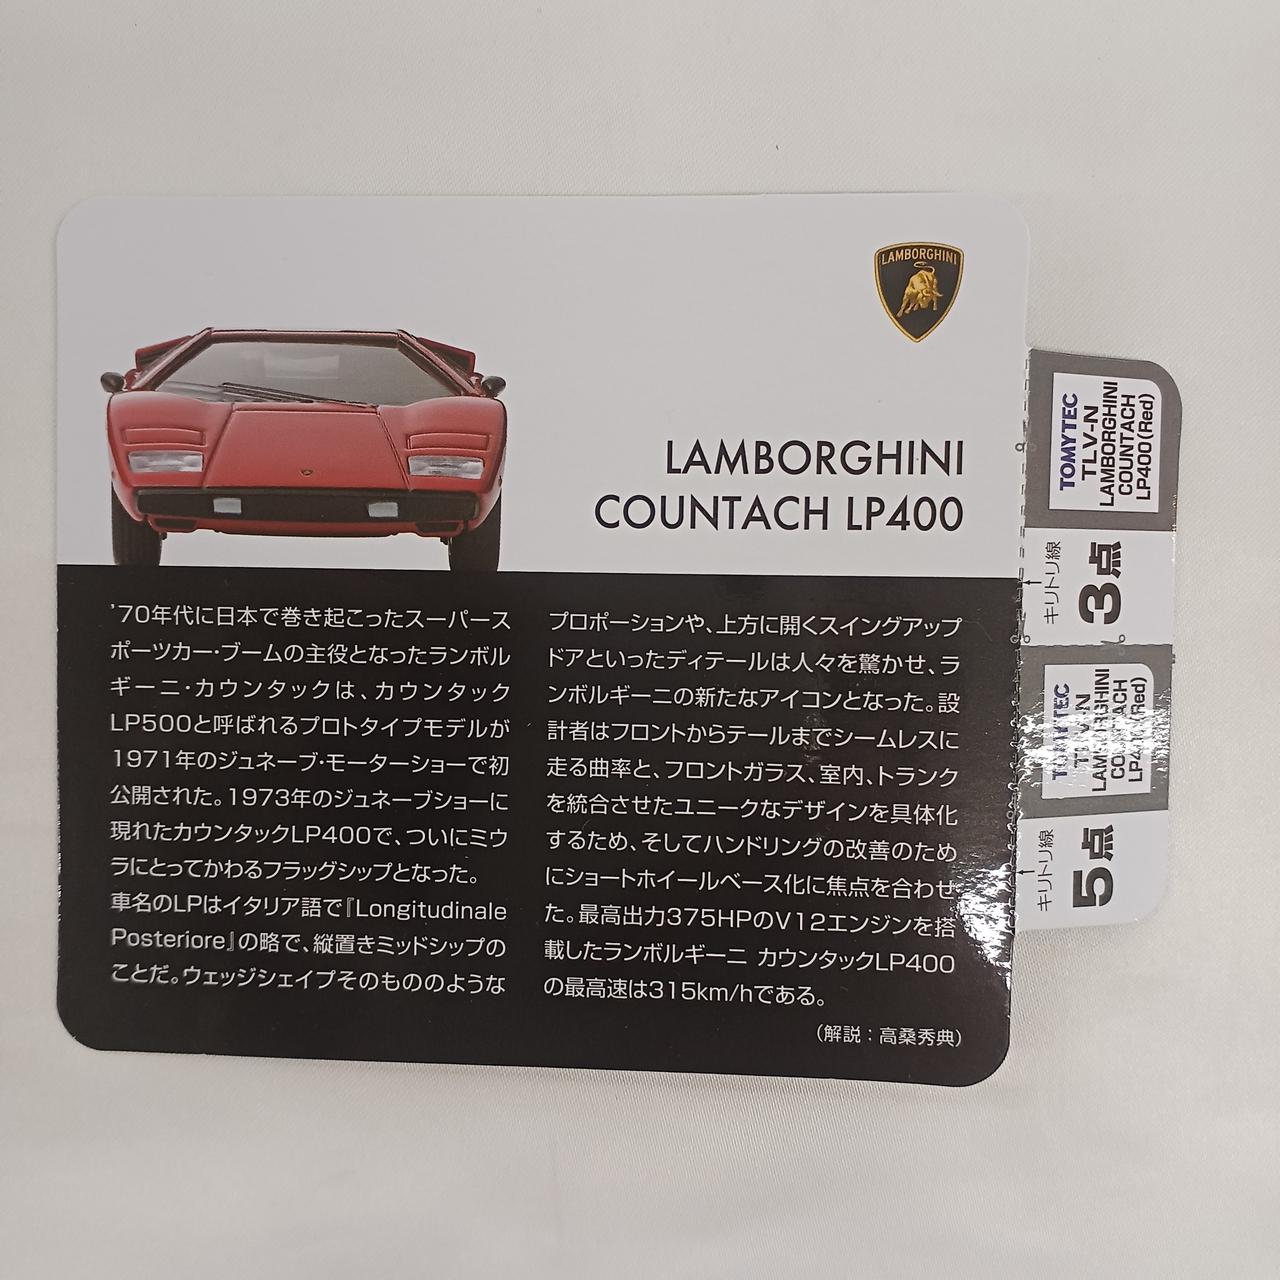 LAMBORGHINI
LAMBORGHINI
COUNTACH LP400
'70年代に日本で巻き起こったスーパース
ポーツカー・ブームの主役となったランボル
ギーニ・カウンタックは、カウンタック
LP500と呼ばれるプロトタイプモデルが
1971年のジュネーブ・モーターショーで初
公開された。1973年のジュネーブショーに
現れたカウンタックLP400で、ついにミウ
ラにとってかわるフラッグシップとなった。
車名のLPはイタリア語で『Longitudinale
Posteriore』の略で、縦置きミッドシップの
ことだ。ウェッジシェイプそのもののような
プロポーションや、上方に開くスイングアップ
ドアといったディテールは人々を驚かせ、ラ
ンボルギーニの新たなアイコンとなった。設
計者はフロントからテールまでシームレスに
走る曲率と、フロントガラス、室内、トランク
を統合させたユニークなデザインを具体化
するため、そしてハンドリングの改善のため
にショートホイールベース化に焦点を合わせ
た。最高出力375HPのV12エンジンを搭
載したランボルギーニ カウンタックLP400
の最高速は315km/hである。
(解説：高桑秀典)
TOMYTEC
TLV-N
LAMBORGHINI
COUNTACH
LP400(Red)
キリトリ線
3点
TOMYTEC
TLV-N
LAMBORGHINI
COUNTACH
LP400(Red)
キリトリ線
5点